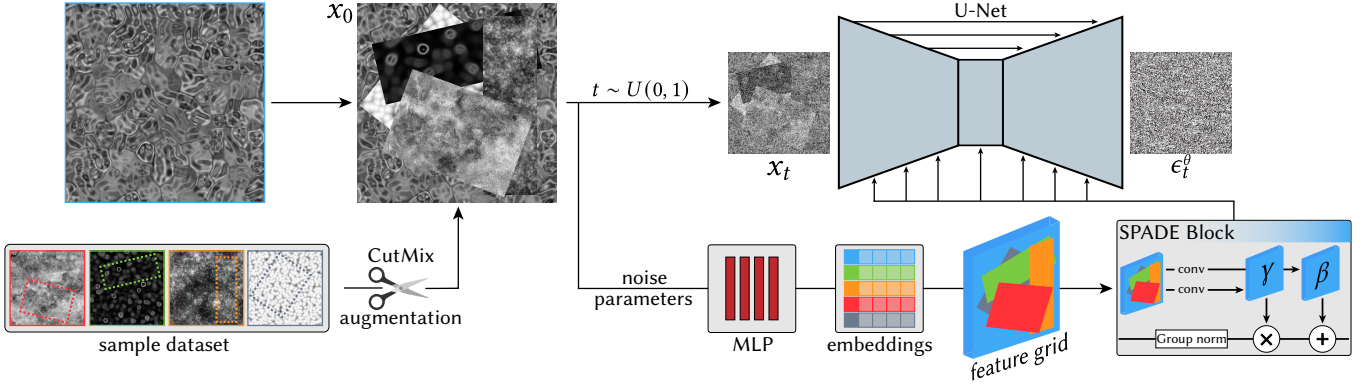 x₀
U-Net
t ∼ U(0, 1)
xₜ
ϵₜᶿ
CutMix
augmentation
sample dataset
noise
parameters
MLP
embeddings
feature grid
SPADE Block
conv
conv
γ
β
Group norm
×
+